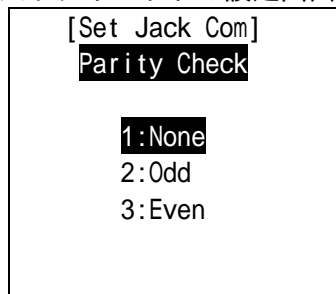 [Set Jack Com]
Parity Check
1:None
2:Odd
3:Even